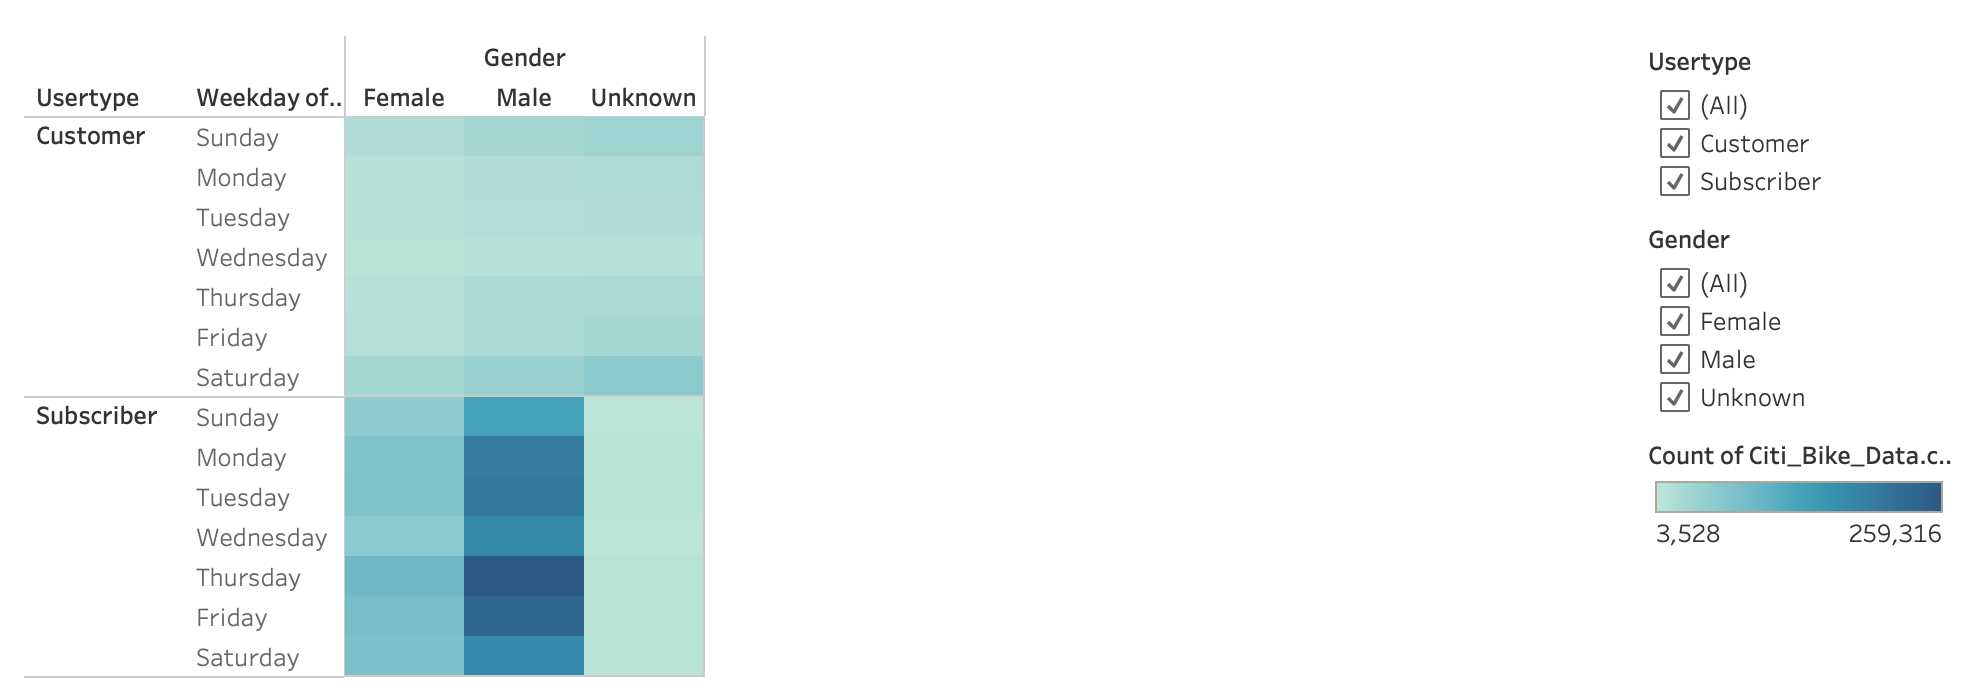 Gender
Usertype Weekday of.. Female Male Unknown
Customer Sunday
Monday
Tuesday
Wednesday
Thursday
Friday
Saturday
Subscriber Sunday
Monday
Tuesday
Wednesday
Thursday
Friday
Saturday
Usertype
(All)
Customer
Subscriber
Gender
(All)
Female
Male
Unknown
Count of Citi_Bike_Data.c..
3,528 259,316